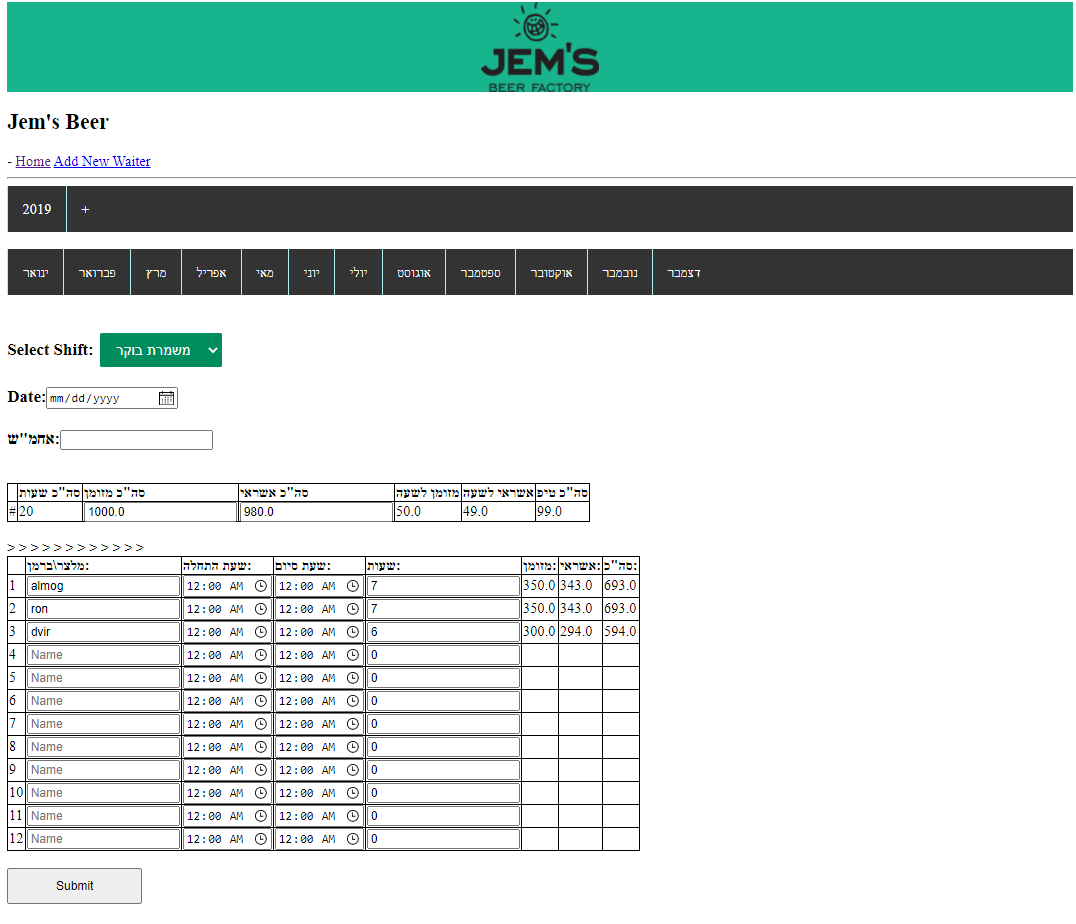 JEM'S
BEER FACTORY
Jem's Beer
- Home Add New Waiter
2019 +
ינואר פברואר מרץ אפריל מאי יוני יולי אוגוסט ספטמבר אוקטובר נובמבר דצמבר
Select Shift: משמרת בוקר
Date: mm/dd/yyyy
אחמ"ש:
סה"כ שעות סה"כ מזומן סה"כ אשראי מזומן לשעה אשראי לשעה סה"כ טיפ
# 20 1000.0 980.0 50.0 49.0 99.0
> > > > > > > > > > > >
מלצר\ברמן: שעת התחלה: שעת סיום: שעות: מזומן: אשראי: סה"כ:
1 almog 12:00 AM 12:00 AM 7 350.0 343.0 693.0
2 ron 12:00 AM 12:00 AM 7 350.0 343.0 693.0
3 dvir 12:00 AM 12:00 AM 6 300.0 294.0 594.0
4 Name 12:00 AM 12:00 AM 0
5 Name 12:00 AM 12:00 AM 0
6 Name 12:00 AM 12:00 AM 0
7 Name 12:00 AM 12:00 AM 0
8 Name 12:00 AM 12:00 AM 0
9 Name 12:00 AM 12:00 AM 0
10 Name 12:00 AM 12:00 AM 0
11 Name 12:00 AM 12:00 AM 0
12 Name 12:00 AM 12:00 AM 0
Submit